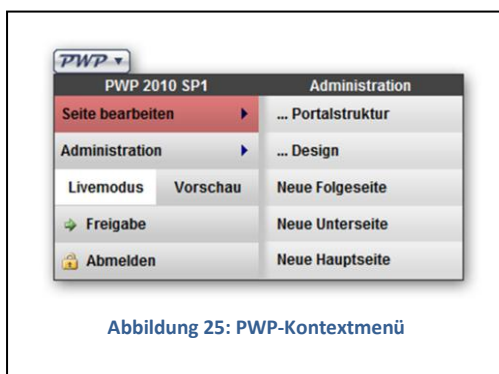 PWP
PWP 2010 SP1 Administration
Seite bearbeiten ... Portalstruktur
Administration ... Design
Livemodus Vorschau Neue Folgeseite
Freigabe Neue Unterseite
Abmelden Neue Hauptseite
Abbildung 25: PWP-Kontextmenü